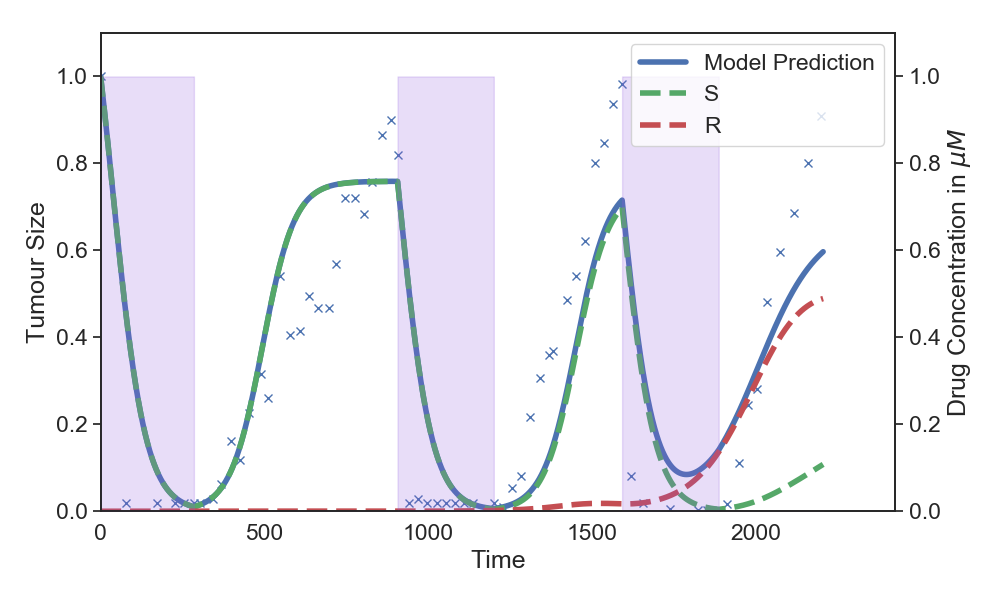 Model Prediction
S
R
1.0
0.8
0.6
0.4
0.2
0.0
Tumour Size
0
500
1000
1500
2000
Time
1.0
0.8
0.6
0.4
0.2
0.0
Drug Concentration in μM